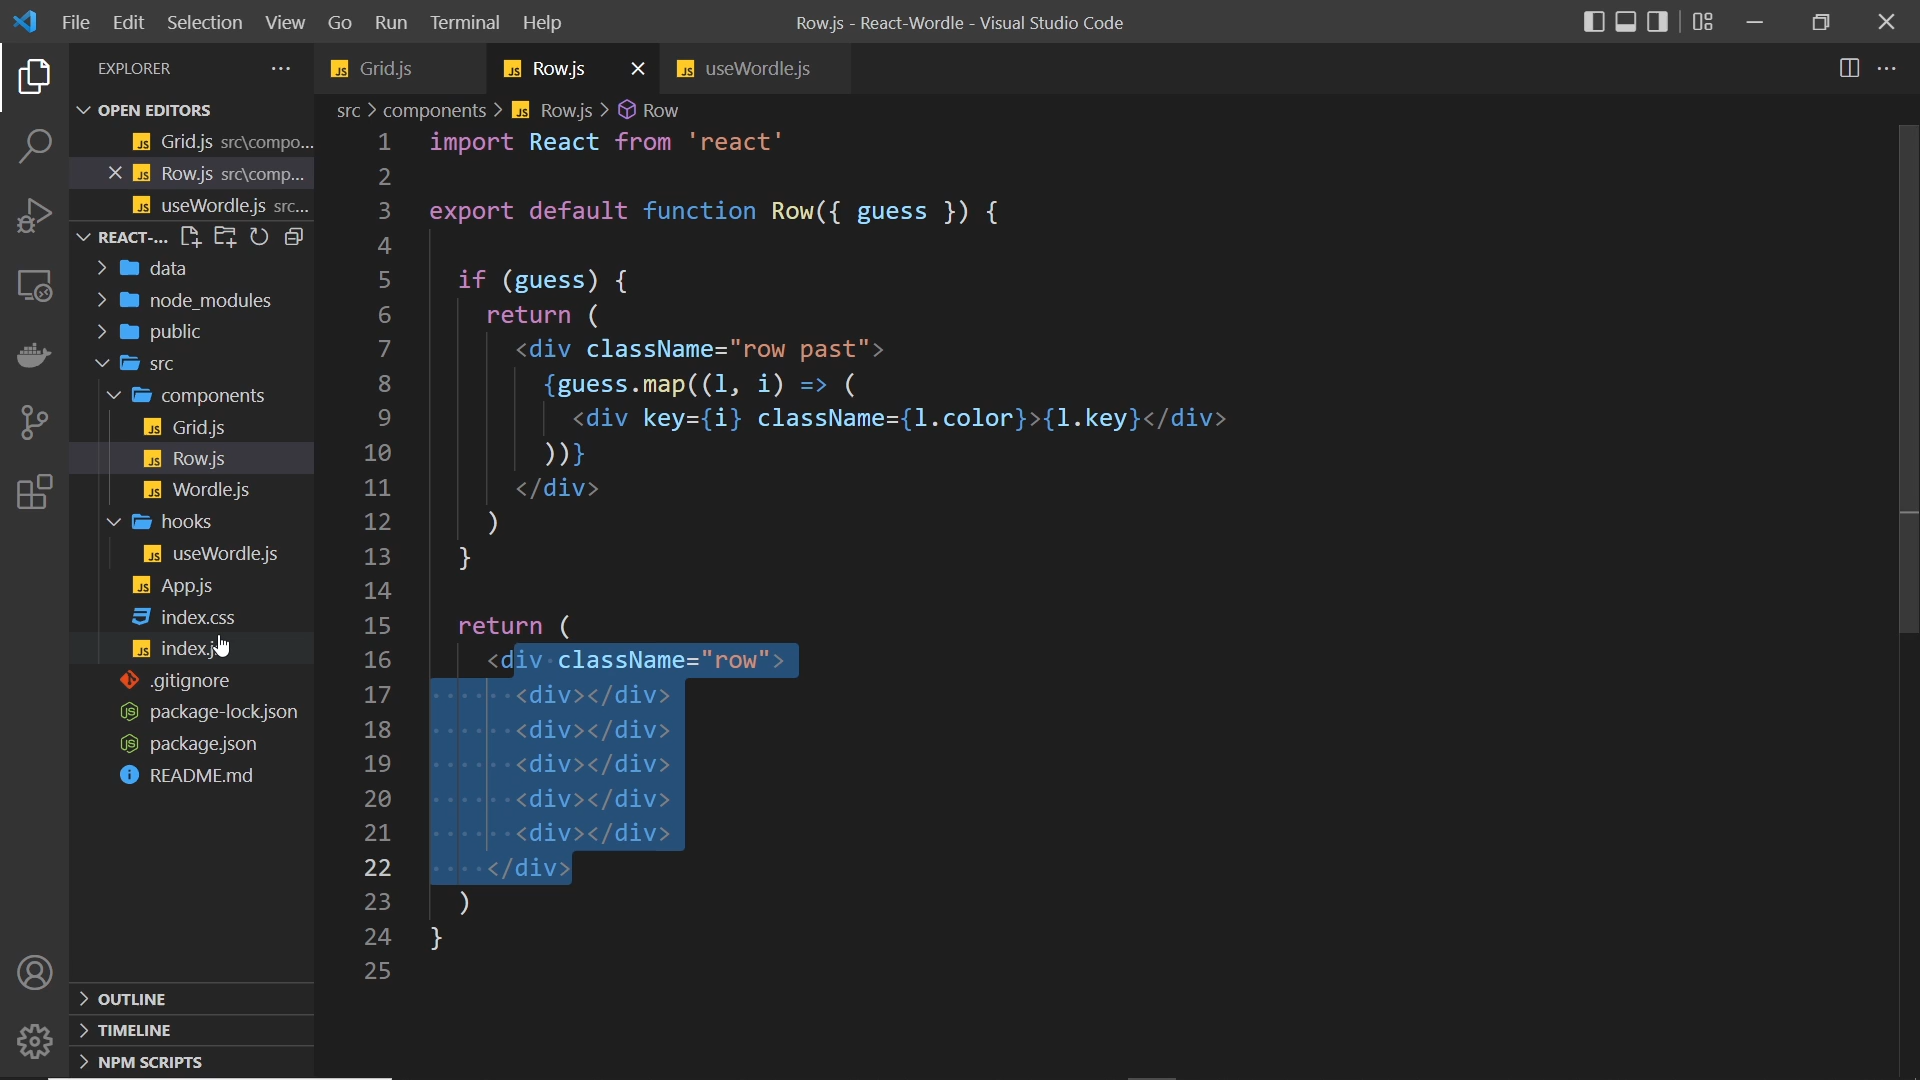 File Edit Selection View Go Run Terminal Help
Row.js - React-Wordle - Visual Studio Code
EXPLORER
OPEN EDITORS
Grid.js src\compo...
Row.js src\comp...
useWordle.js src...
REACT-...
data
node_modules
public
src
components
Grid.js
Row.js
Wordle.js
hooks
useWordle.js
App.js
index.css
.gitignore
package-lock.json
package.json
README.md
OUTLINE
TIMELINE
NPM SCRIPTS
Grid.js Row.js useWordle.js
src > components > Row.js > Row
1 import React from 'react'
2
3 export default function Row({ guess }) {
4
5 if (guess) {
6 return (
7 <div className="row past">
8 {guess.map((l, i) => (
9 <div key={i} className={l.color}>{l.key}</div>
10 ))}
11 </div>
12 )
13 }
14
15 return (
16 <div className="row">
17 <div></div>
18 <div></div>
19 <div></div>
20 <div></div>
21 <div></div>
22 </div>
23 )
24 }
25